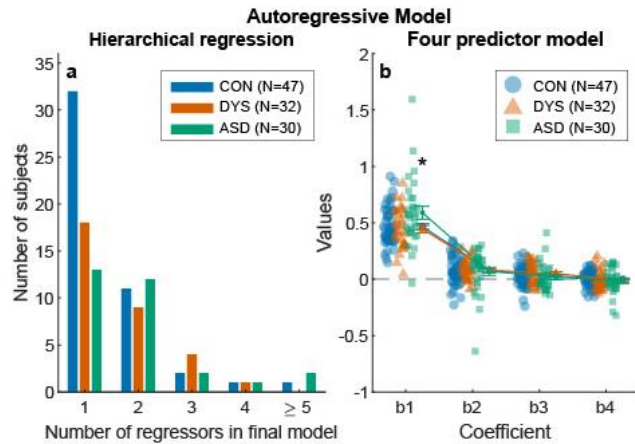 Autoregressive Model
Hierarchical regression
a
CON (N=47)
DYS (N=32)
ASD (N=30)
Number of subjects
35
30
25
20
15
10
5
0
1 2 3 4 ≥ 5
Number of regressors in final model
Four predictor model
b
CON (N=47)
DYS (N=32)
ASD (N=30)
*
Values
2
1.5
1
0.5
0
-0.5
-1
b1 b2 b3 b4
Coefficient